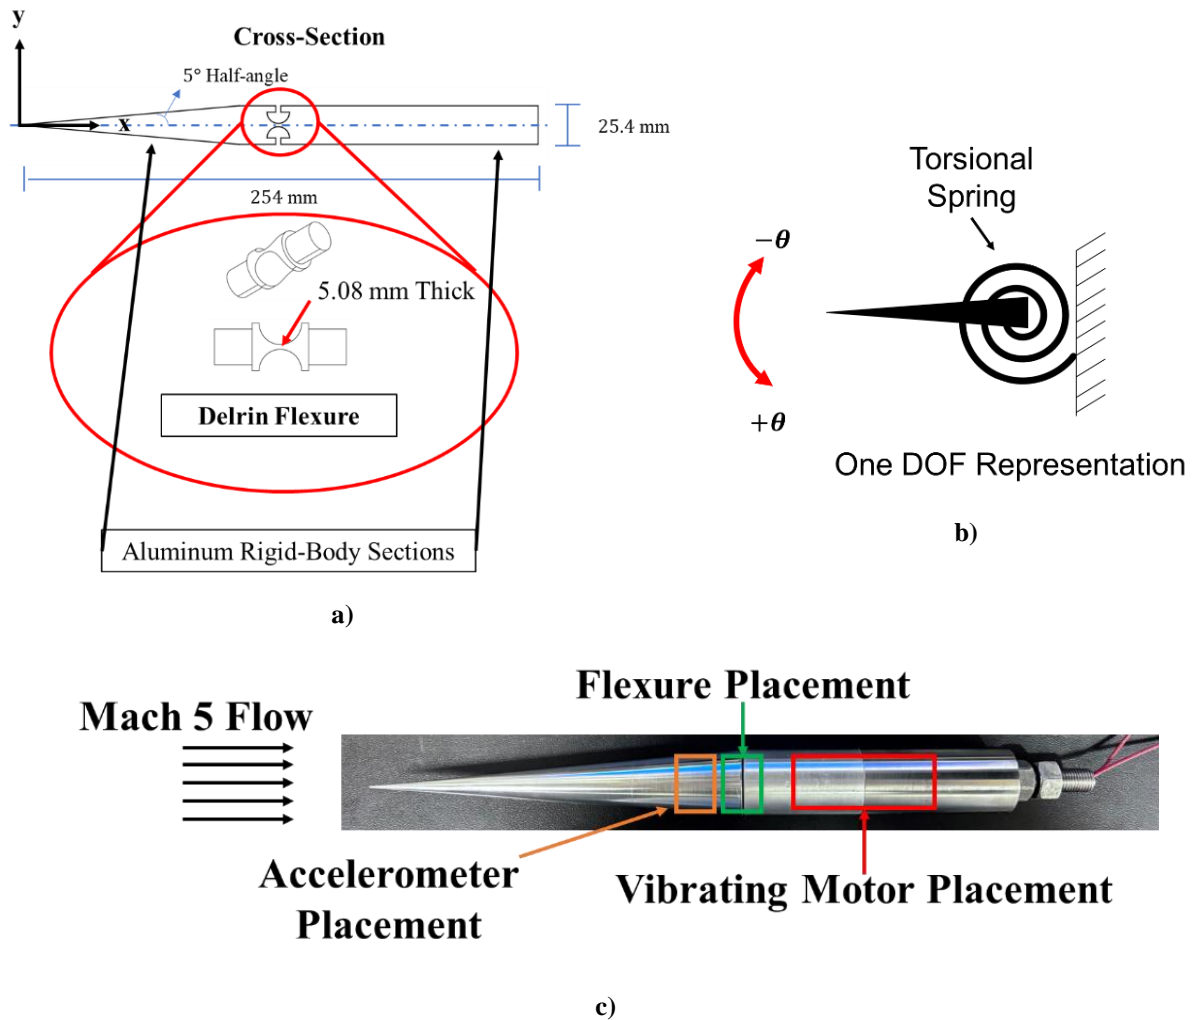 y
Cross-Section
5° Half-angle
x
25.4 mm
254 mm
5.08 mm Thick
Delrin Flexure
Aluminum Rigid-Body Sections
a)
Torsional
Spring
−θ
+θ
One DOF Representation
b)
Flexure Placement
Mach 5 Flow
Accelerometer
Placement
Vibrating Motor Placement
c)